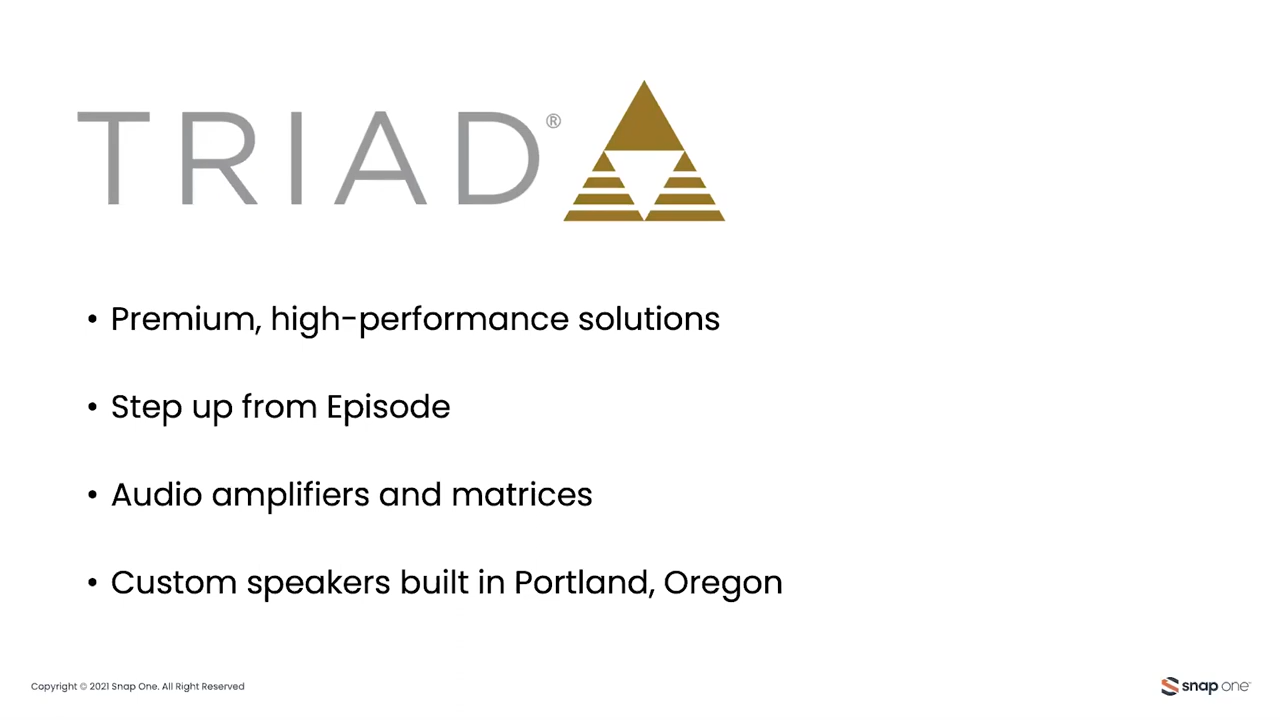 TRIAD®
• Premium, high-performance solutions
• Step up from Episode
• Audio amplifiers and matrices
• Custom speakers built in Portland, Oregon
Copyright © 2021 Snap One. All Right Reserved
snap one™